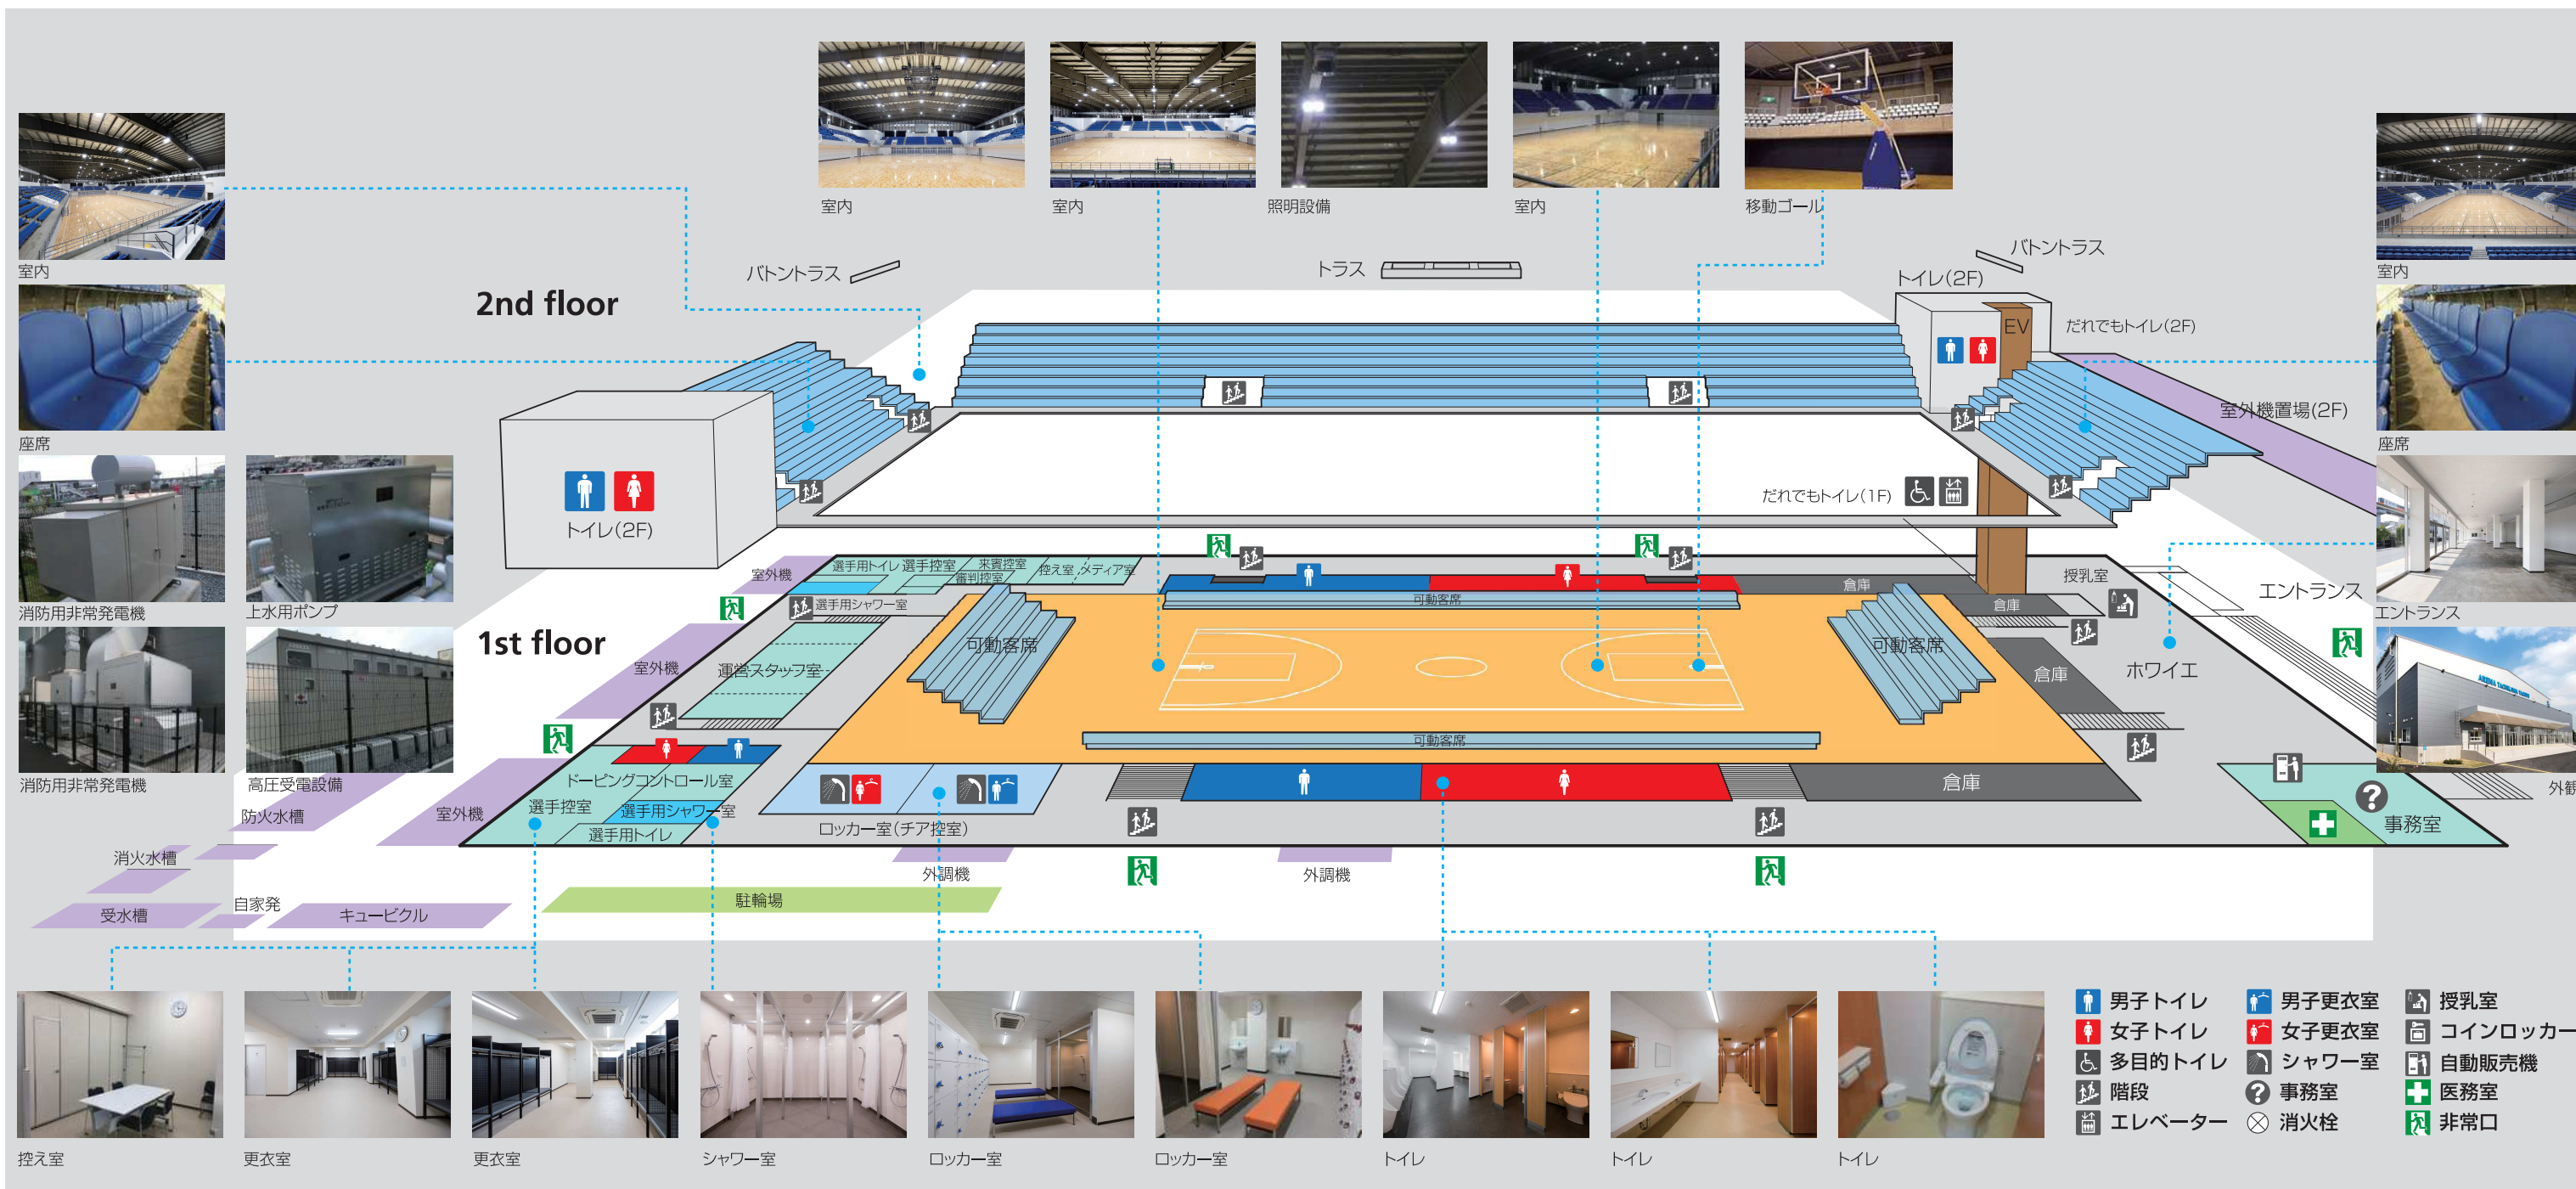 室内
室内
照明設備
室内
移動ゴール
室内
座席
消防用非常発電機
上水用ポンプ
消防用非常発電機
高圧受電設備
室内
座席
エントランス
外観
2nd floor
バトントラス
トラス
バトントラス
トイレ(2F)
EV
だれでもトイレ(2F)
室外機置場(2F)
トイレ(2F)
だれでもトイレ(1F)
1st floor
室外機
選手用トイレ
選手控室
来賓控室
審判控室
控え室
メディア室
選手用シャワー室
可動客席
倉庫
倉庫
授乳室
エントランス
室外機
運営スタッフ室
可動客席
可動客席
倉庫
ホワイエ
可動客席
ドーピングコントロール室
選手控室
選手用シャワー室
選手用トイレ
ロッカー室(チア控室)
倉庫
事務室
室外機
防火水槽
消火水槽
受水槽
自家発
キュービクル
駐輪場
外調機
外調機
ARENA TACHIKAWA TACHIHI
控え室
更衣室
更衣室
シャワー室
ロッカー室
ロッカー室
トイレ
トイレ
トイレ
男子トイレ
女子トイレ
多目的トイレ
階段
エレベーター
男子更衣室
女子更衣室
シャワー室
事務室
消火栓
授乳室
コインロッカー
自動販売機
医務室
非常口